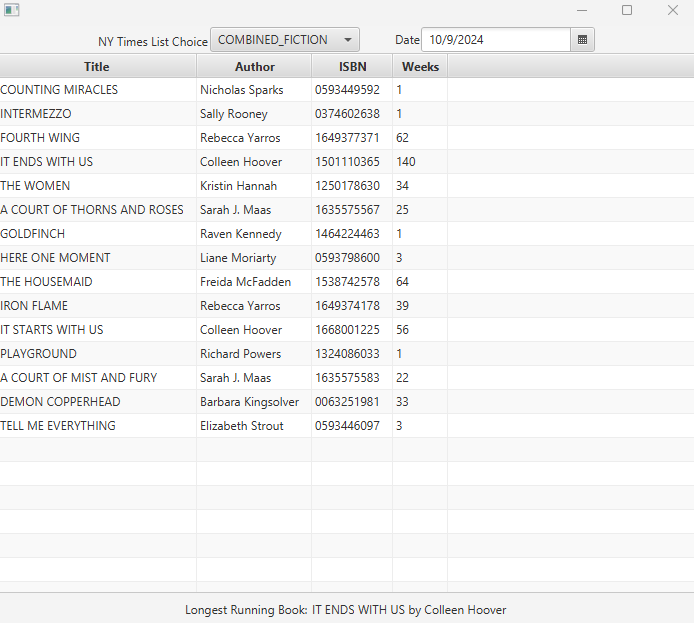 NY Times List Choice COMBINED_FICTION Date 10/9/2024
Title Author ISBN Weeks
COUNTING MIRACLES Nicholas Sparks 0593449592 1
INTERMEZZO Sally Rooney 0374602638 1
FOURTH WING Rebecca Yarros 1649377371 62
IT ENDS WITH US Colleen Hoover 1501110365 140
THE WOMEN Kristin Hannah 1250178630 34
A COURT OF THORNS AND ROSES Sarah J. Maas 1635575567 25
GOLDFINCH Raven Kennedy 1464224463 1
HERE ONE MOMENT Liane Moriarty 0593798600 3
THE HOUSEMAID Freida McFadden 1538742578 64
IRON FLAME Rebecca Yarros 1649374178 39
IT STARTS WITH US Colleen Hoover 1668001225 56
PLAYGROUND Richard Powers 1324086033 1
A COURT OF MIST AND FURY Sarah J. Maas 1635575583 22
DEMON COPPERHEAD Barbara Kingsolver 0063251981 33
TELL ME EVERYTHING Elizabeth Strout 0593446097 3
Longest Running Book: IT ENDS WITH US by Colleen Hoover